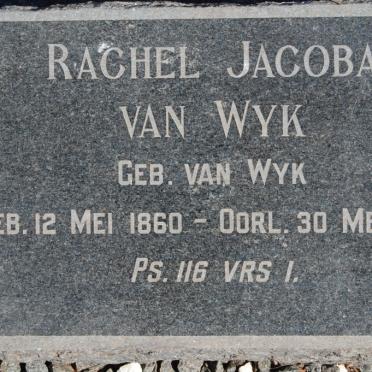 RACHEL JACOBA
VAN WYK
GEB. VAN WYK
EB. 12 MEI 1860 - OORL. 30 ME
PS. 116 VRS 1.